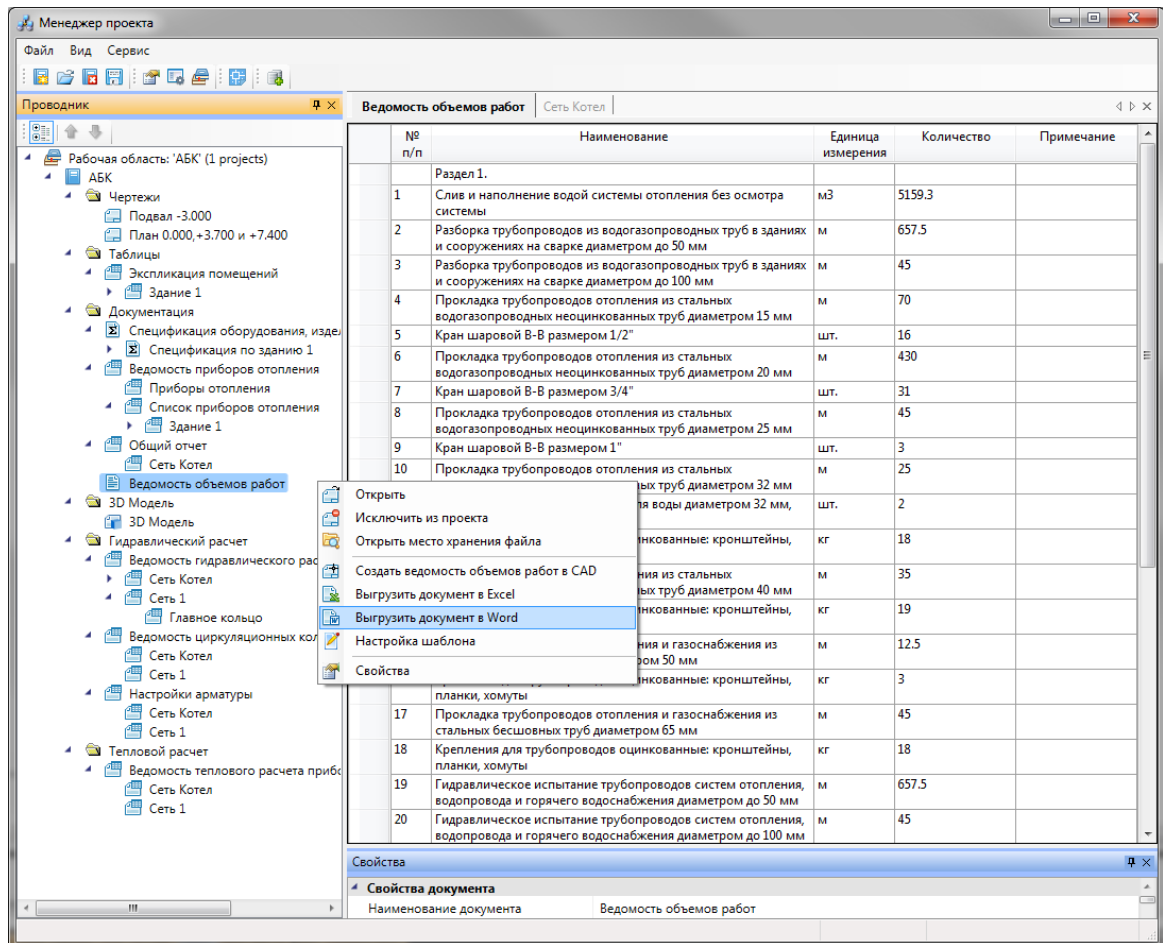 Менеджер проекта
Файл Вид Сервис
Проводник
Рабочая область: 'АБК' (1 projects)
АБК
Чертежи
Подвал -3.000
План 0.000,+3.700 и +7.400
Таблицы
Экспликация помещений
Здание 1
Документация
Спецификация оборудования, изде
Спецификация по зданию 1
Ведомость приборов отопления
Приборы отопления
Список приборов отопления
Здание 1
Общий отчет
Сеть Котел
Ведомость объемов работ
3D Модель
3D Модель
Гидравлический расчет
Ведомость гидравлического рас
Сеть Котел
Сеть 1
Главное кольцо
Ведомость циркуляционных кол
Сеть Котел
Сеть 1
Настройки арматуры
Сеть Котел
Сеть 1
Тепловой расчет
Ведомость теплового расчета прибо
Сеть Котел
Сеть 1
Открыть
Исключить из проекта
Открыть место хранения файла
Создать ведомость объемов работ в CAD
Выгрузить документ в Excel
Выгрузить документ в Word
Настройка шаблона
Свойства
Ведомость объемов работ Сеть Котел
№ п/п Наименование Единица измерения Количество Примечание
Раздел 1.
1 Слив и наполнение водой системы отопления без осмотра м3 5159.3
системы
2 Разборка трубопроводов из водогазопроводных труб в зданиях м 657.5
и сооружениях на сварке диаметром до 50 мм
3 Разборка трубопроводов из водогазопроводных труб в зданиях м 45
и сооружениях на сварке диаметром до 100 мм
4 Прокладка трубопроводов отопления из стальных м 70
водогазопроводных неоцинкованных труб диаметром 15 мм
5 Кран шаровой В-В размером 1/2" шт. 16
6 Прокладка трубопроводов отопления из стальных м 430
водогазопроводных неоцинкованных труб диаметром 20 мм
7 Кран шаровой В-В размером 3/4" шт. 31
8 Прокладка трубопроводов отопления из стальных м 45
водогазопроводных неоцинкованных труб диаметром 25 мм
9 Кран шаровой В-В размером 1" шт. 3
10 Прокладка трубопроводов отопления из стальных м 25
ых труб диаметром 32 мм
я воды диаметром 32 мм, шт. 2
инкованные: кронштейны, кг 18
ния из стальных м 35
ых труб диаметром 40 мм
инкованные: кронштейны, кг 19
ния и газоснабжения из м 12.5
ром 50 мм
инкованные: кронштейны, кг 3
планки, хомуты
17 Прокладка трубопроводов отопления и газоснабжения из м 45
стальных бесшовных труб диаметром 65 мм
18 Крепления для трубопроводов оцинкованные: кронштейны, кг 18
планки, хомуты
19 Гидравлическое испытание трубопроводов систем отопления, м 657.5
водопровода и горячего водоснабжения диаметром до 50 мм
20 Гидравлическое испытание трубопроводов систем отопления, м 45
водопровода и горячего водоснабжения диаметром до 100 мм
Свойства
Свойства документа
Наименование документа Ведомость объемов работ